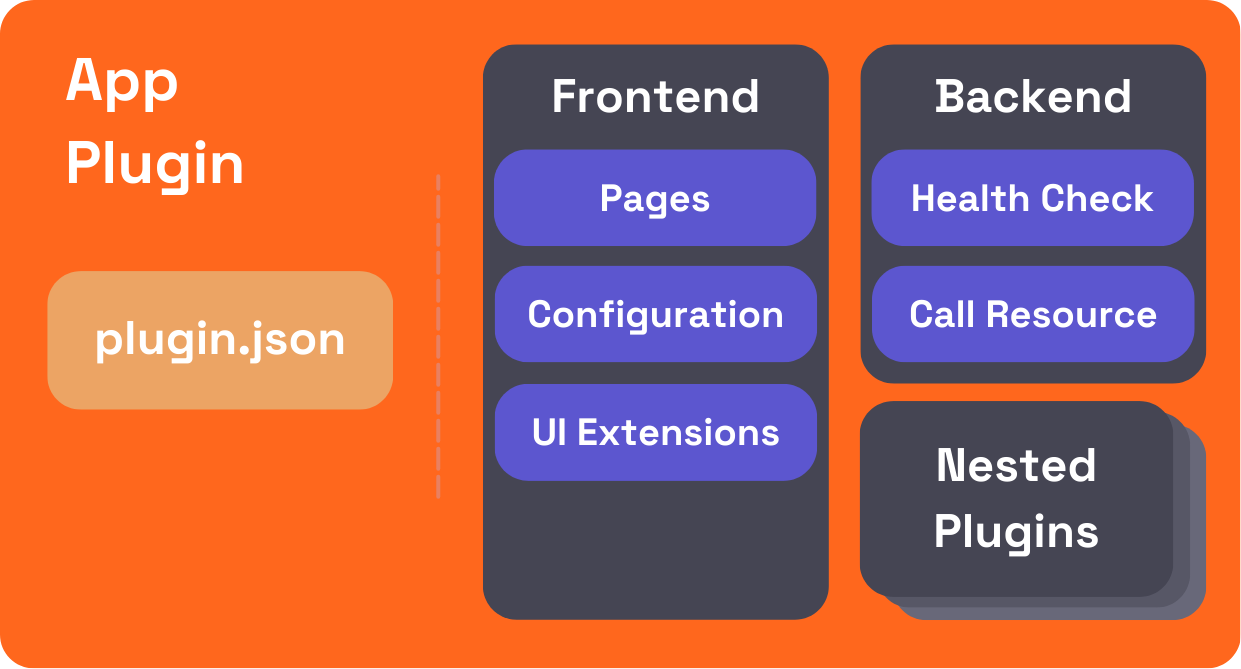 App
Plugin
plugin.json
Frontend
Pages
Configuration
UI Extensions
Backend
Health Check
Call Resource
Nested
Plugins